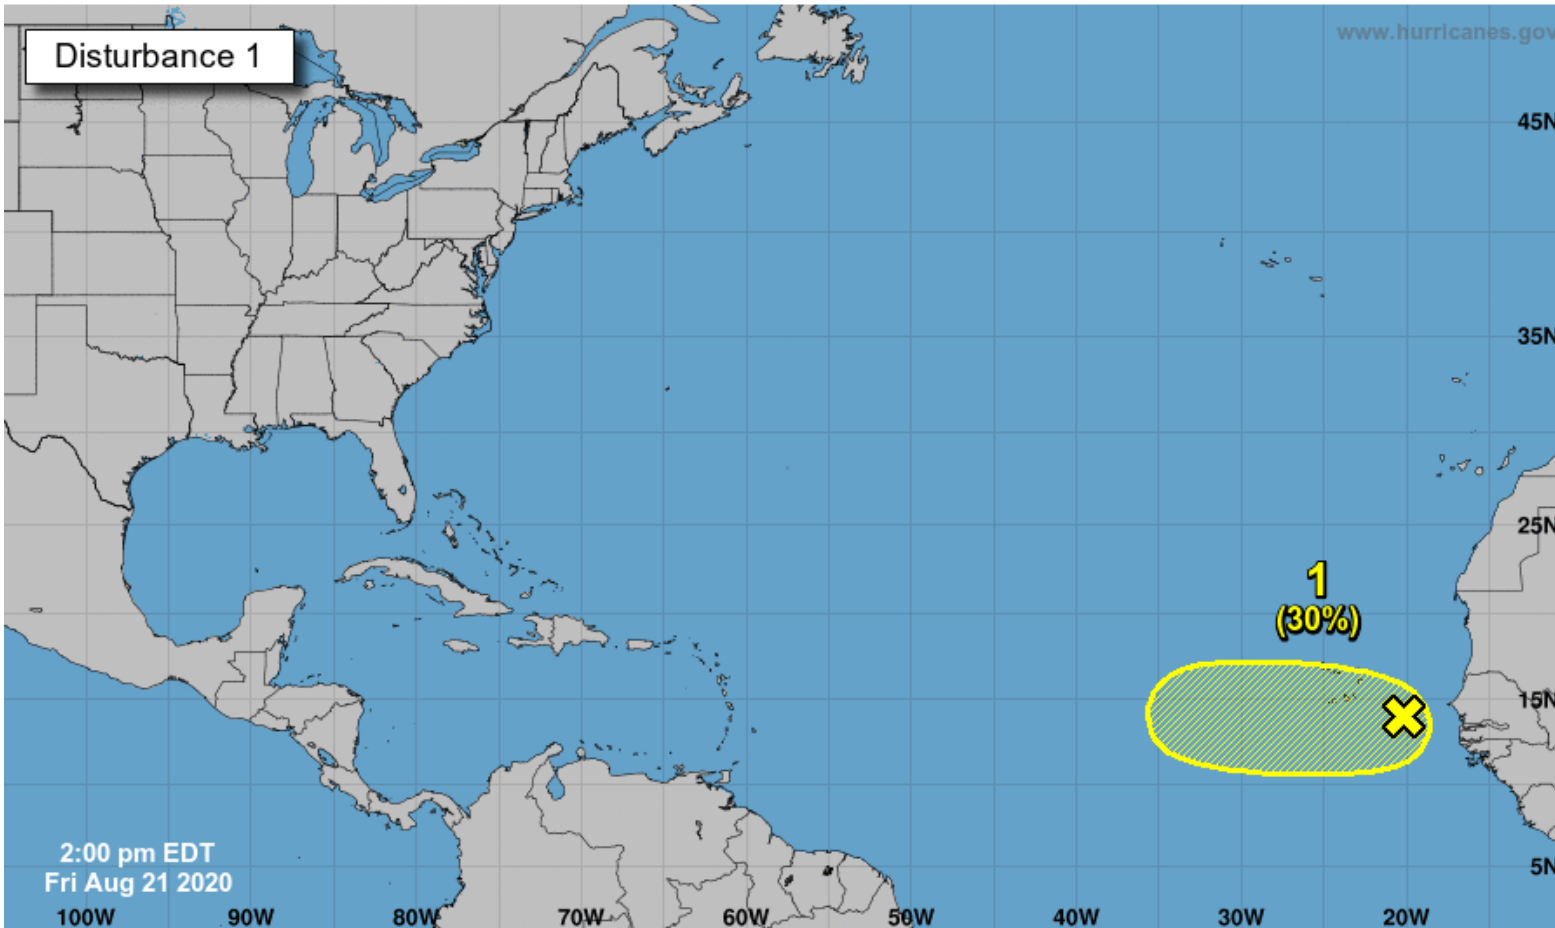 Disturbance 1
www.hurricanes.gov
45N
35N
25N
1
(30%)
15N
5N
2:00 pm EDT
Fri Aug 21 2020
100W 90W 80W 70W 60W 50W 40W 30W 20W